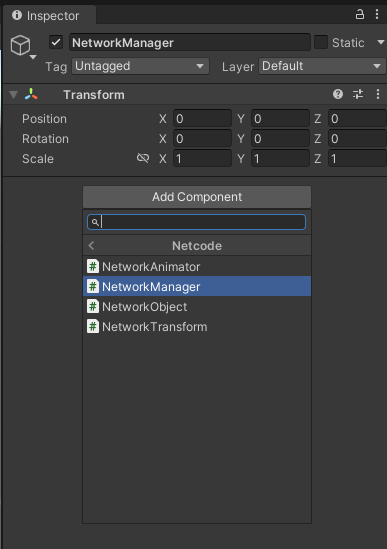 Inspector
NetworkManager Static
Tag Untagged Layer Default
Transform
Position X 0 Y 0 Z 0
Rotation X 0 Y 0 Z 0
Scale X 1 Y 1 Z 1
Add Component
Netcode
# NetworkAnimator
# NetworkManager
# NetworkObject
# NetworkTransform